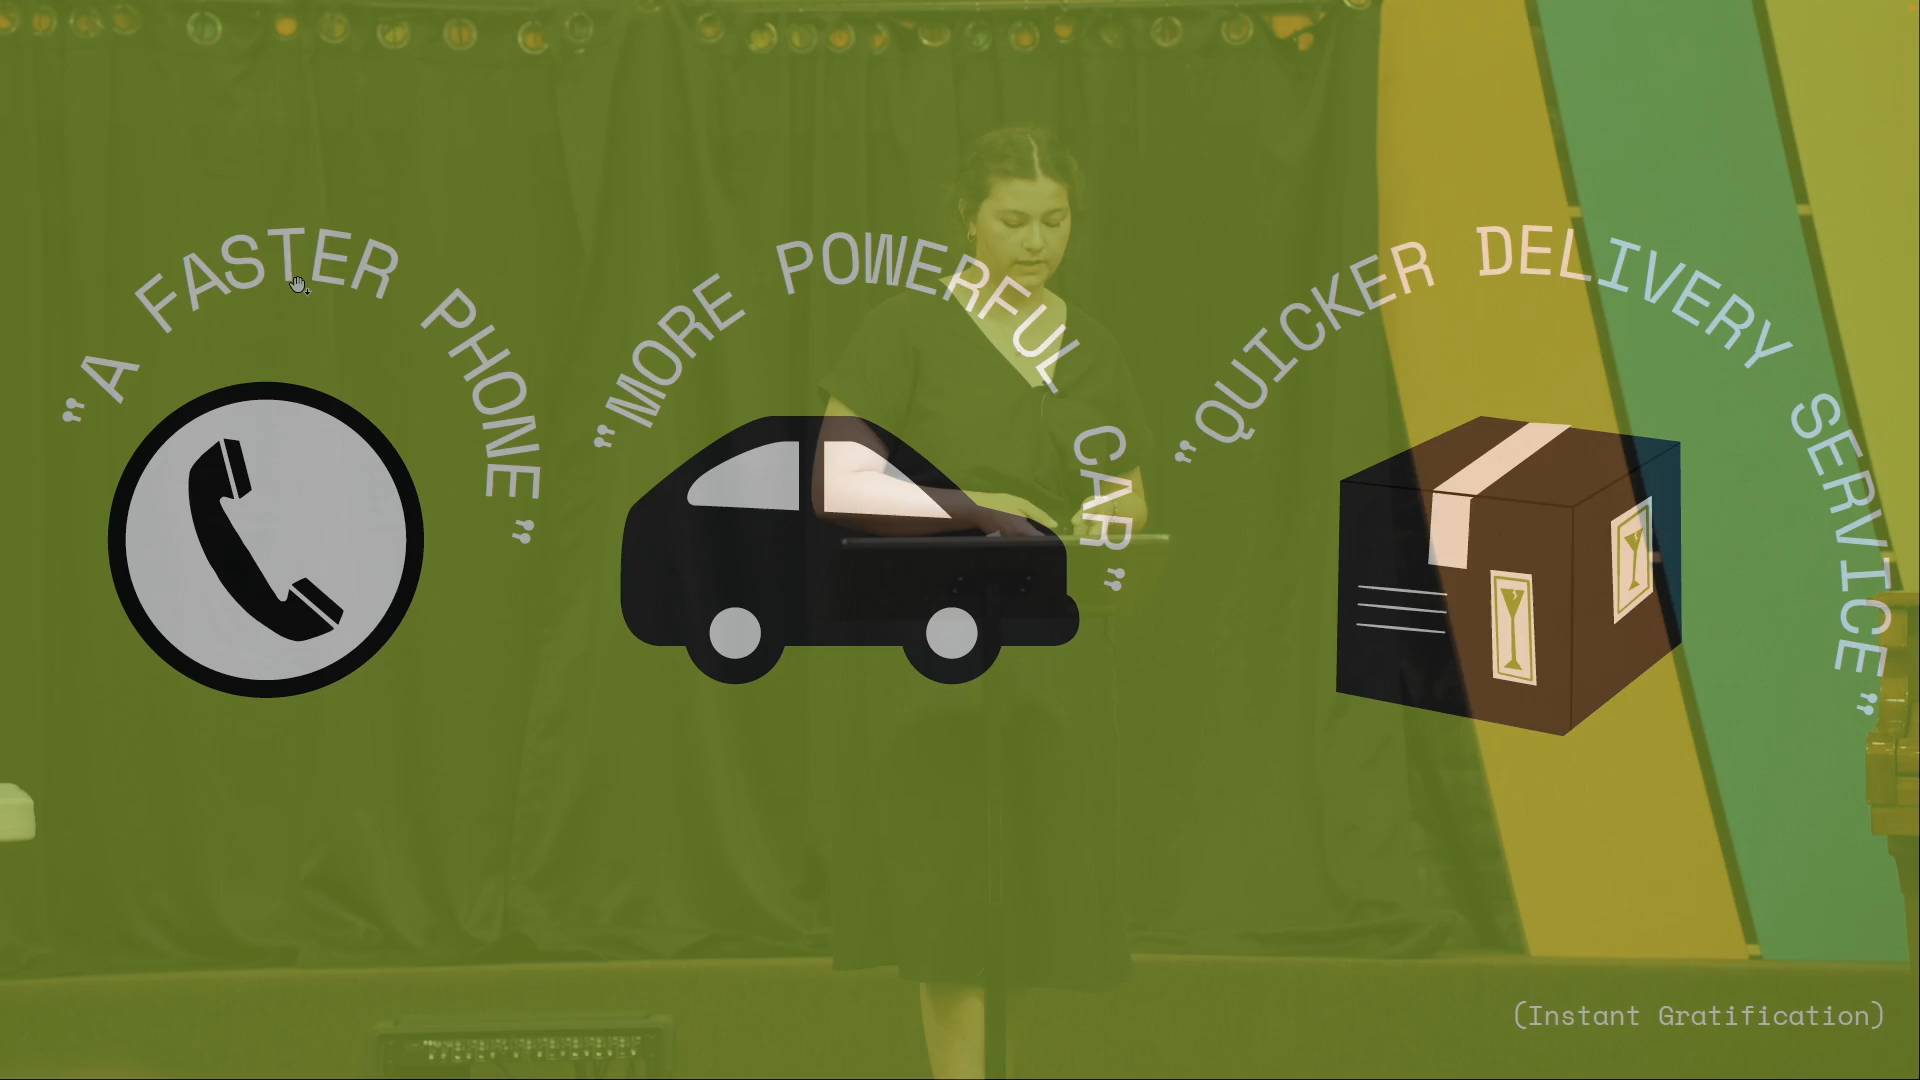 "A FASTER PHONE"
"MORE POWERFUL CAR"
"QUICKER DELIVERY SERVICE"
(Instant Gratification)